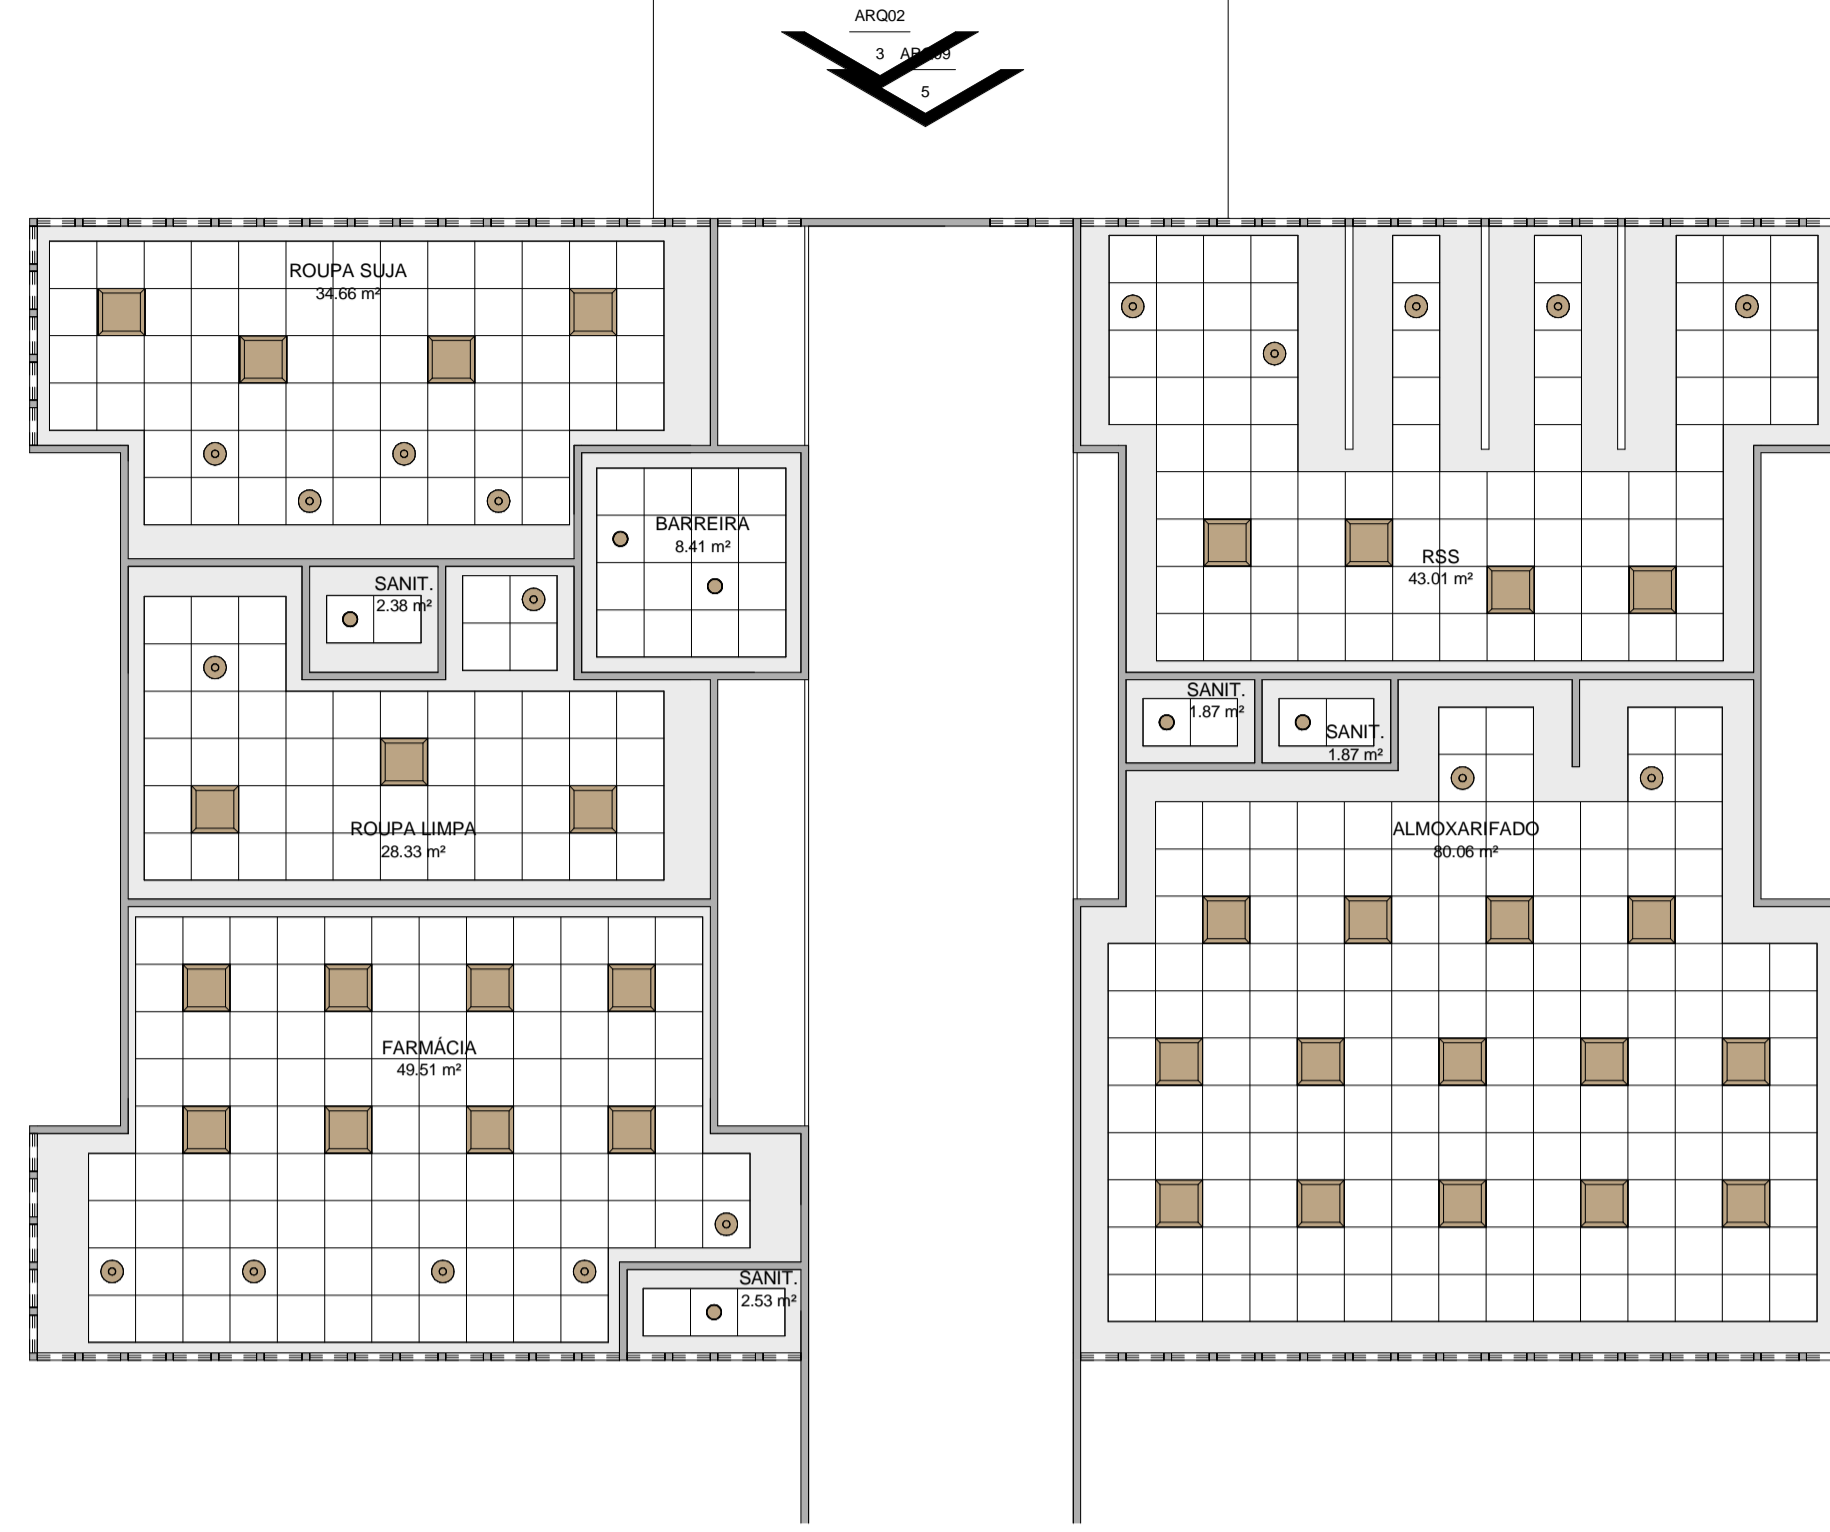 ARQ02
3
ARQ09
5
ROUPA SUJA
34.66 m²
BARREIRA
8.41 m²
RSS
43.01 m²
SANIT.
2.38 m²
SANIT.
1.87 m²
SANIT.
1.87 m²
ROUPA LIMPA
28.33 m²
ALMOXARIFADO
80.06 m²
FARMÁCIA
49.51 m²
SANIT.
2.53 m²